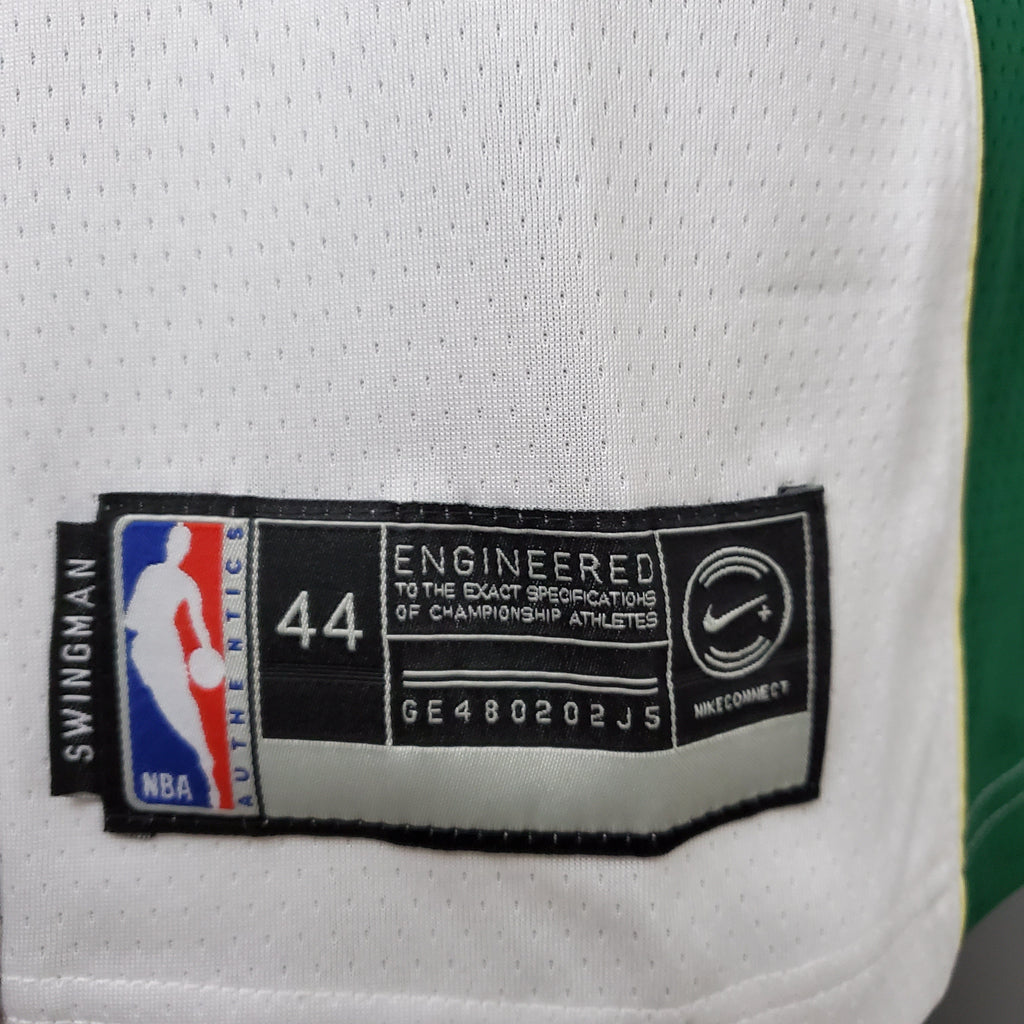 SWINGMAN
NBA
AUTHENTICS
44
ENGINEERED
TO THE EXACT SPECIFICATIONS
OF CHAMPIONSHIP ATHLETES
GE480202J5
NIKECONNECT